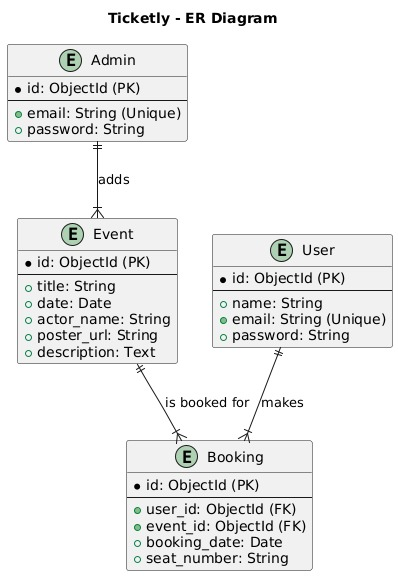 Ticketly - ER Diagram
E Admin
id: ObjectId (PK)
email: String (Unique)
password: String
adds
E Event
id: ObjectId (PK)
title: String
date: Date
actor_name: String
poster_url: String
description: Text
E User
id: ObjectId (PK)
name: String
email: String (Unique)
password: String
is booked for
makes
E Booking
id: ObjectId (PK)
user_id: ObjectId (FK)
event_id: ObjectId (FK)
booking_date: Date
seat_number: String